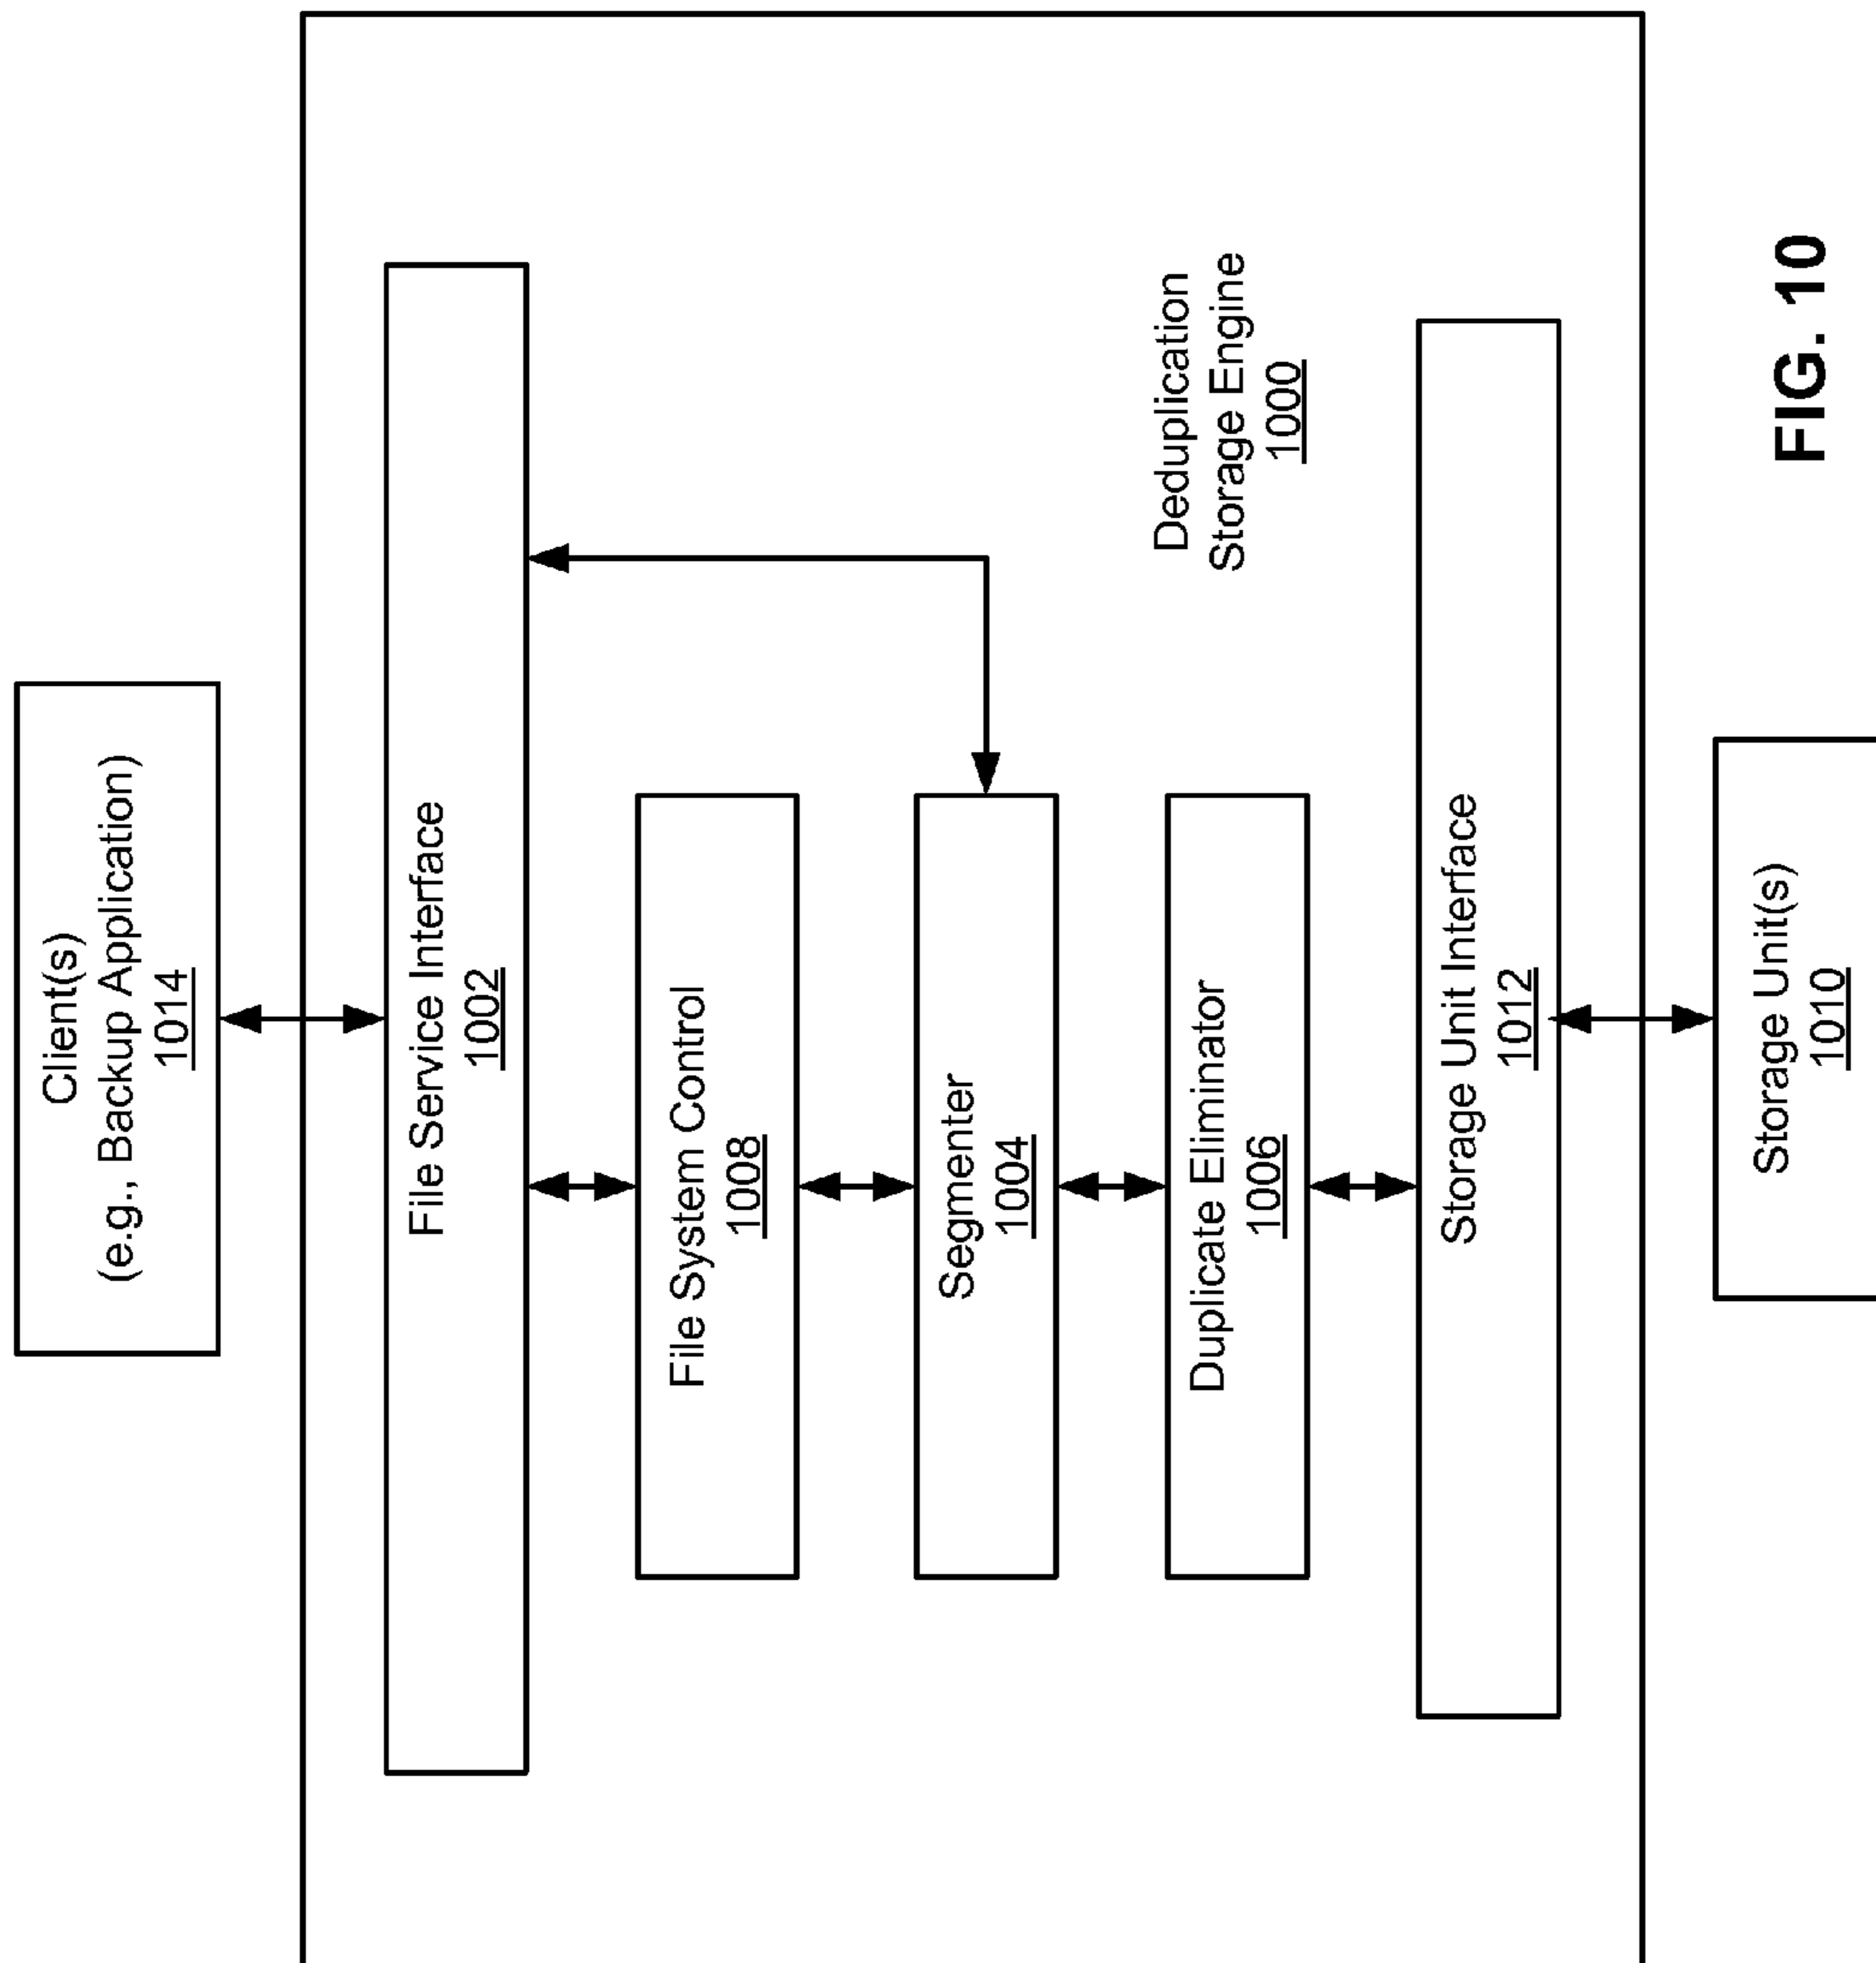 Client(s)
(e.g., Backup Application)
1014
File Service Interface
1002
File System Control
1008
Segmenter
1004
Duplicate Eliminator
1006
Deduplication
Storage Engine
1000
Storage Unit Interface
1012
Storage Unit(s)
1010
FIG. 10